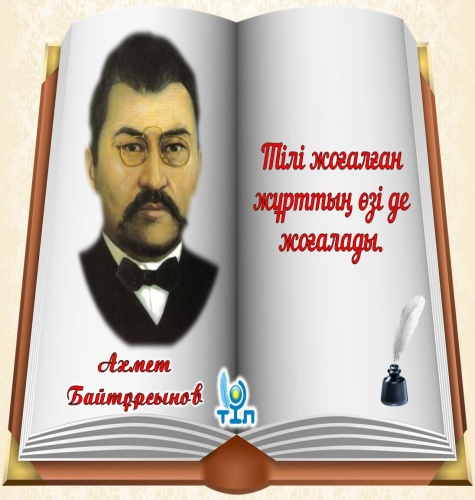 Ахмет
Байтұрсынов
тіл
Тілі жоғалған
жұрттың өзі де
жоғалады.